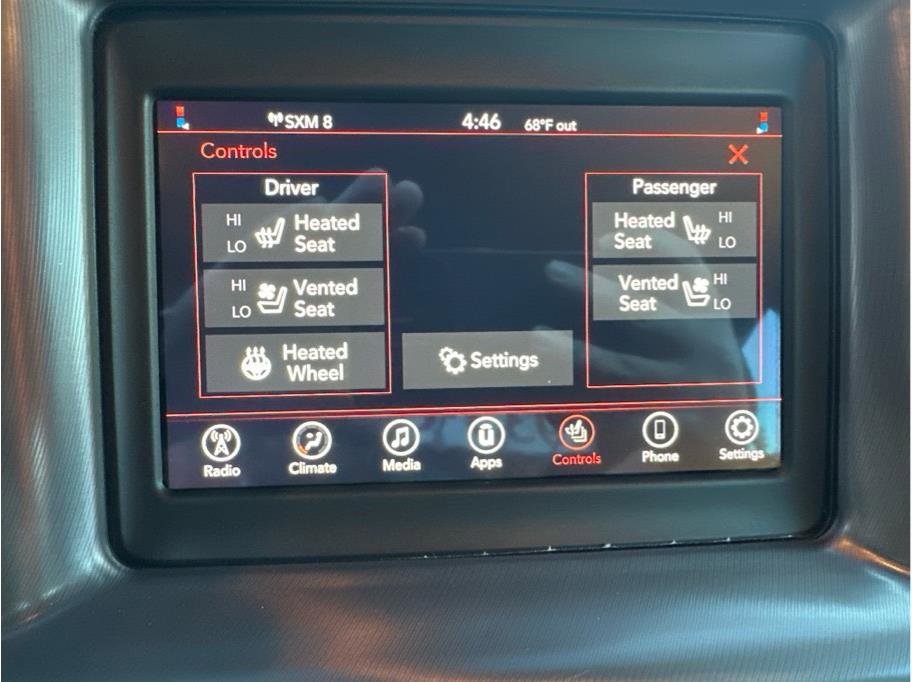 SXM 8 4:46 68°F out
Controls
Driver
HI
LO
Heated
Seat
HI
LO
Vented
Seat
Heated
Wheel
Settings
Passenger
Heated
Seat
HI
LO
Vented
Seat
HI
LO
Radio Climate Media Apps Controls Phone Settings